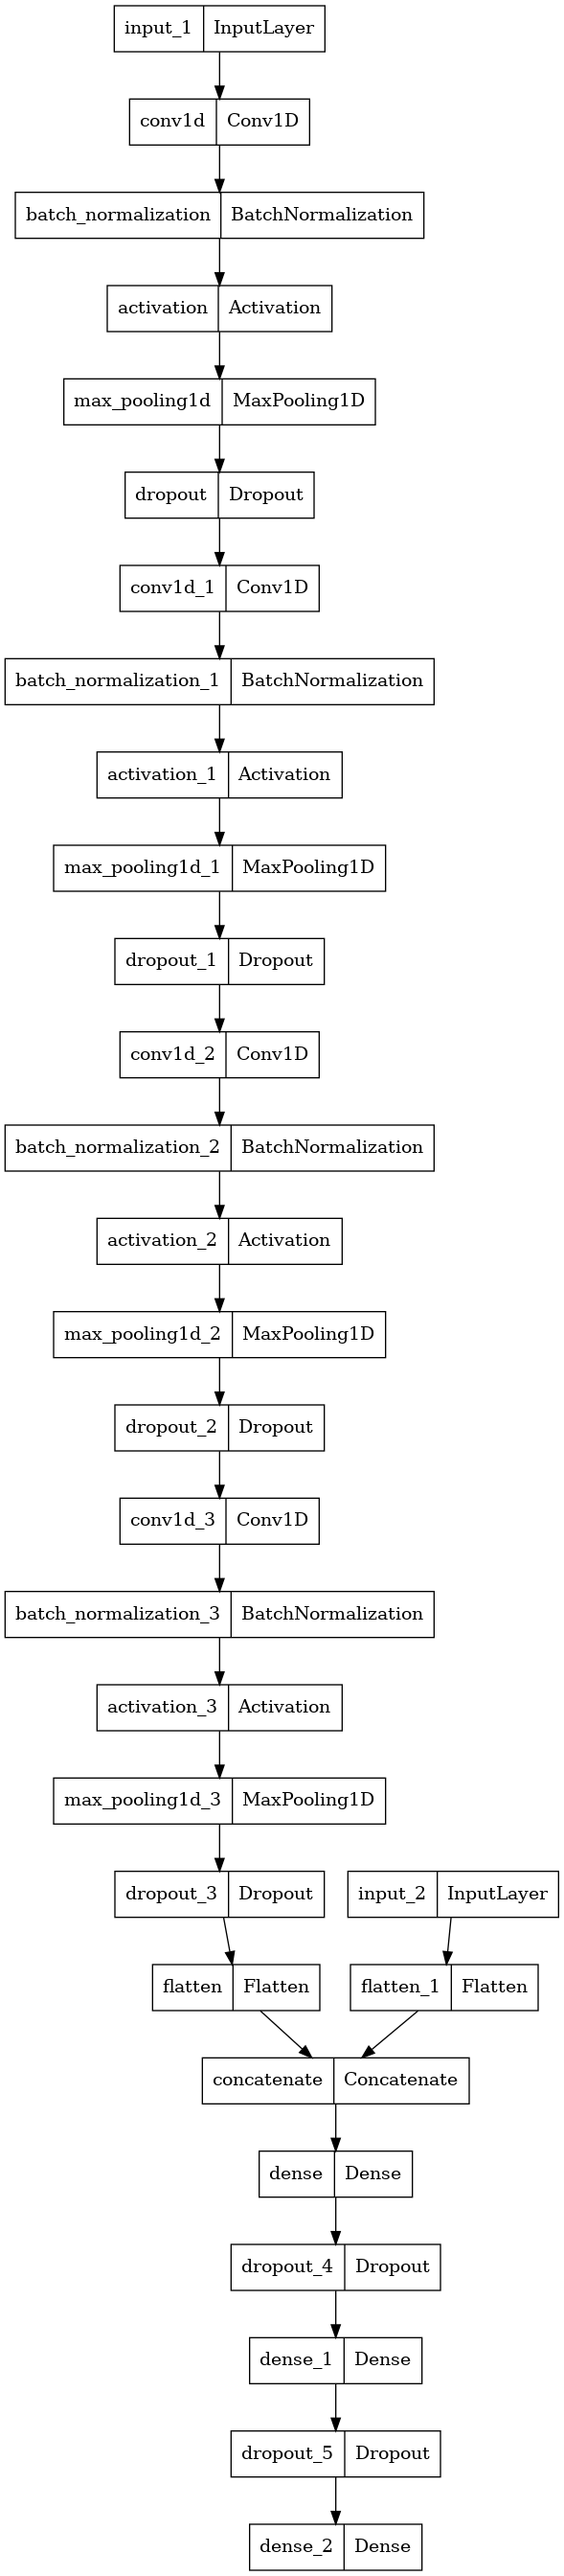 input_1 InputLayer
conv1d Conv1D
batch_normalization BatchNormalization
activation Activation
max_pooling1d MaxPooling1D
dropout Dropout
conv1d_1 Conv1D
batch_normalization_1 BatchNormalization
activation_1 Activation
max_pooling1d_1 MaxPooling1D
dropout_1 Dropout
conv1d_2 Conv1D
batch_normalization_2 BatchNormalization
activation_2 Activation
max_pooling1d_2 MaxPooling1D
dropout_2 Dropout
conv1d_3 Conv1D
batch_normalization_3 BatchNormalization
activation_3 Activation
max_pooling1d_3 MaxPooling1D
dropout_3 Dropout input_2 InputLayer
flatten Flatten flatten_1 Flatten
concatenate Concatenate
dense Dense
dropout_4 Dropout
dense_1 Dense
dropout_5 Dropout
dense_2 Dense